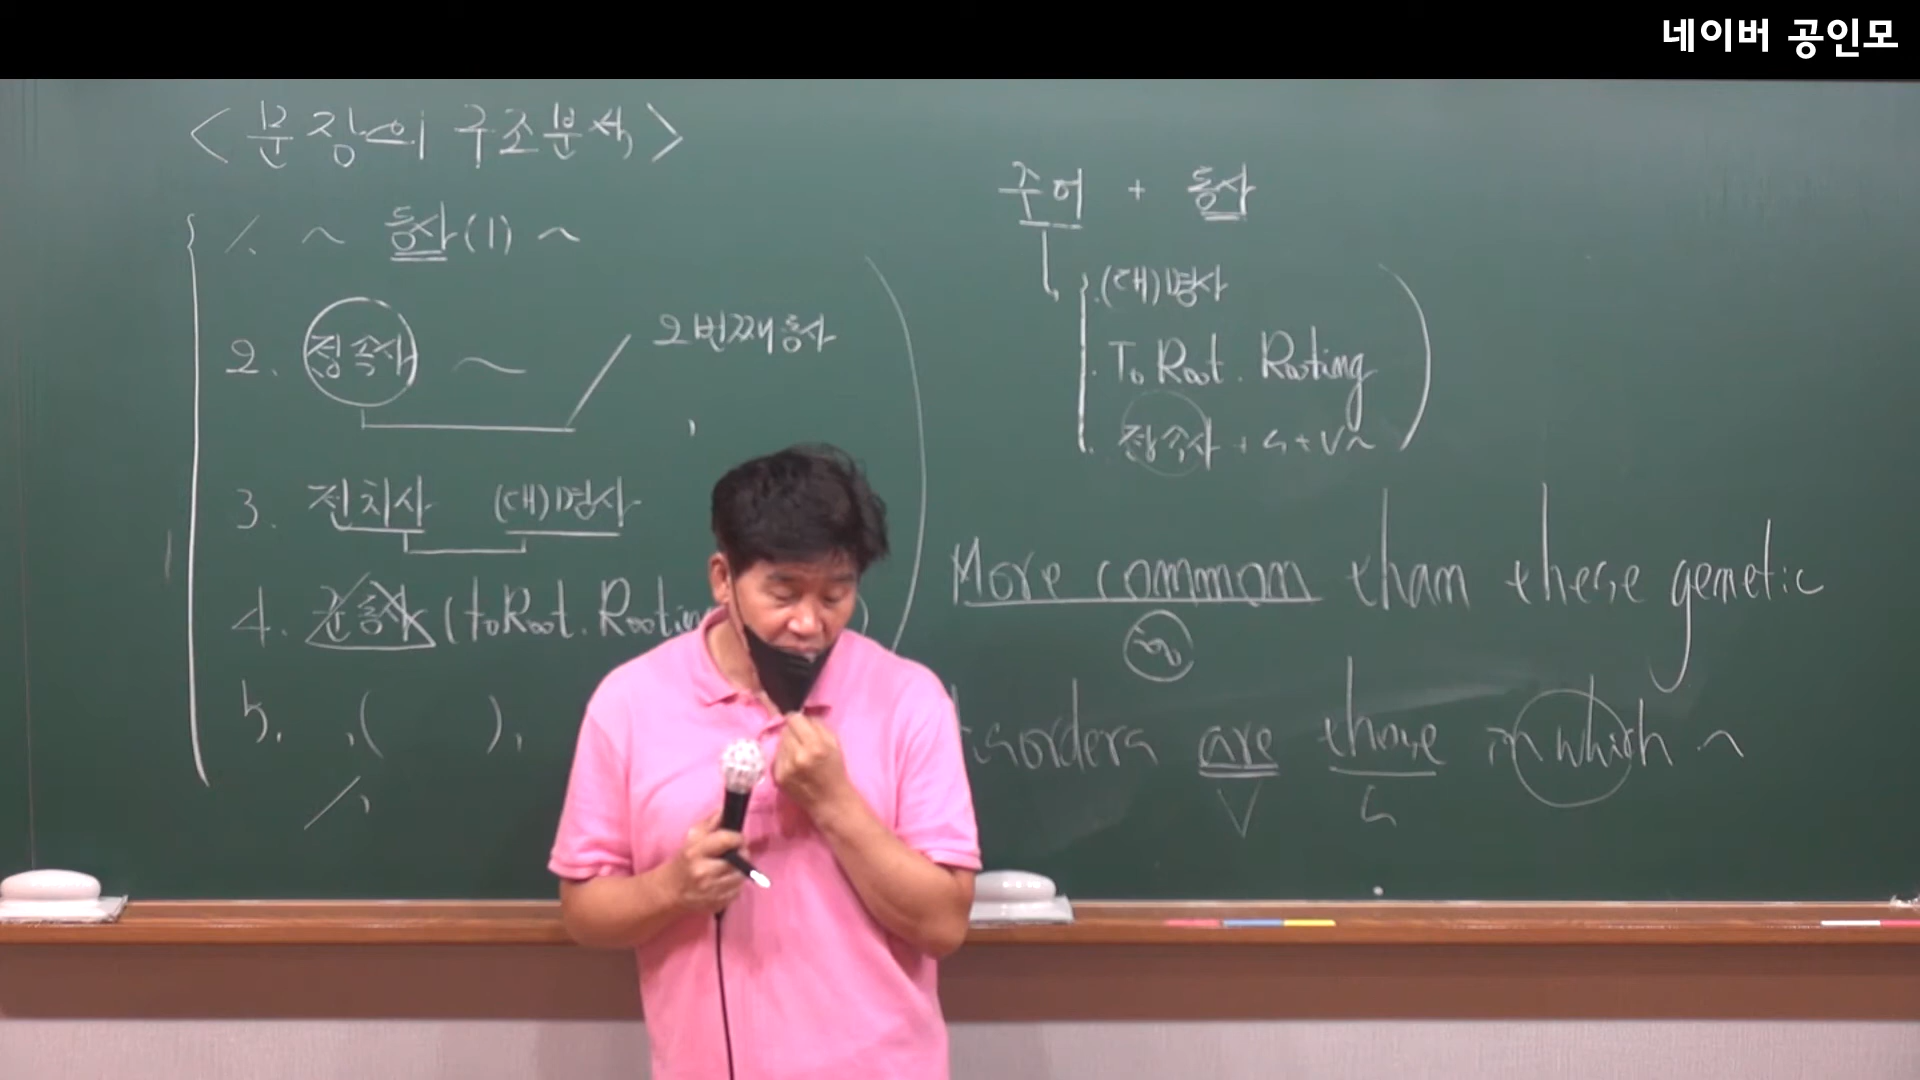 네이버 공인모
< 문장의 구조분석 >
1. ~ 동사(1) ~
2. 접속사 ~ 2번째동사
,
3. 전치사 (대)명사
4. 준동사 (toRoot. Rooting )
5. ,( ),
/,
주어 + 동사
(대)명사
To Root. Rooting
접속사 + S + V ~
More common than these genetic
sorders are those in which ~
V S